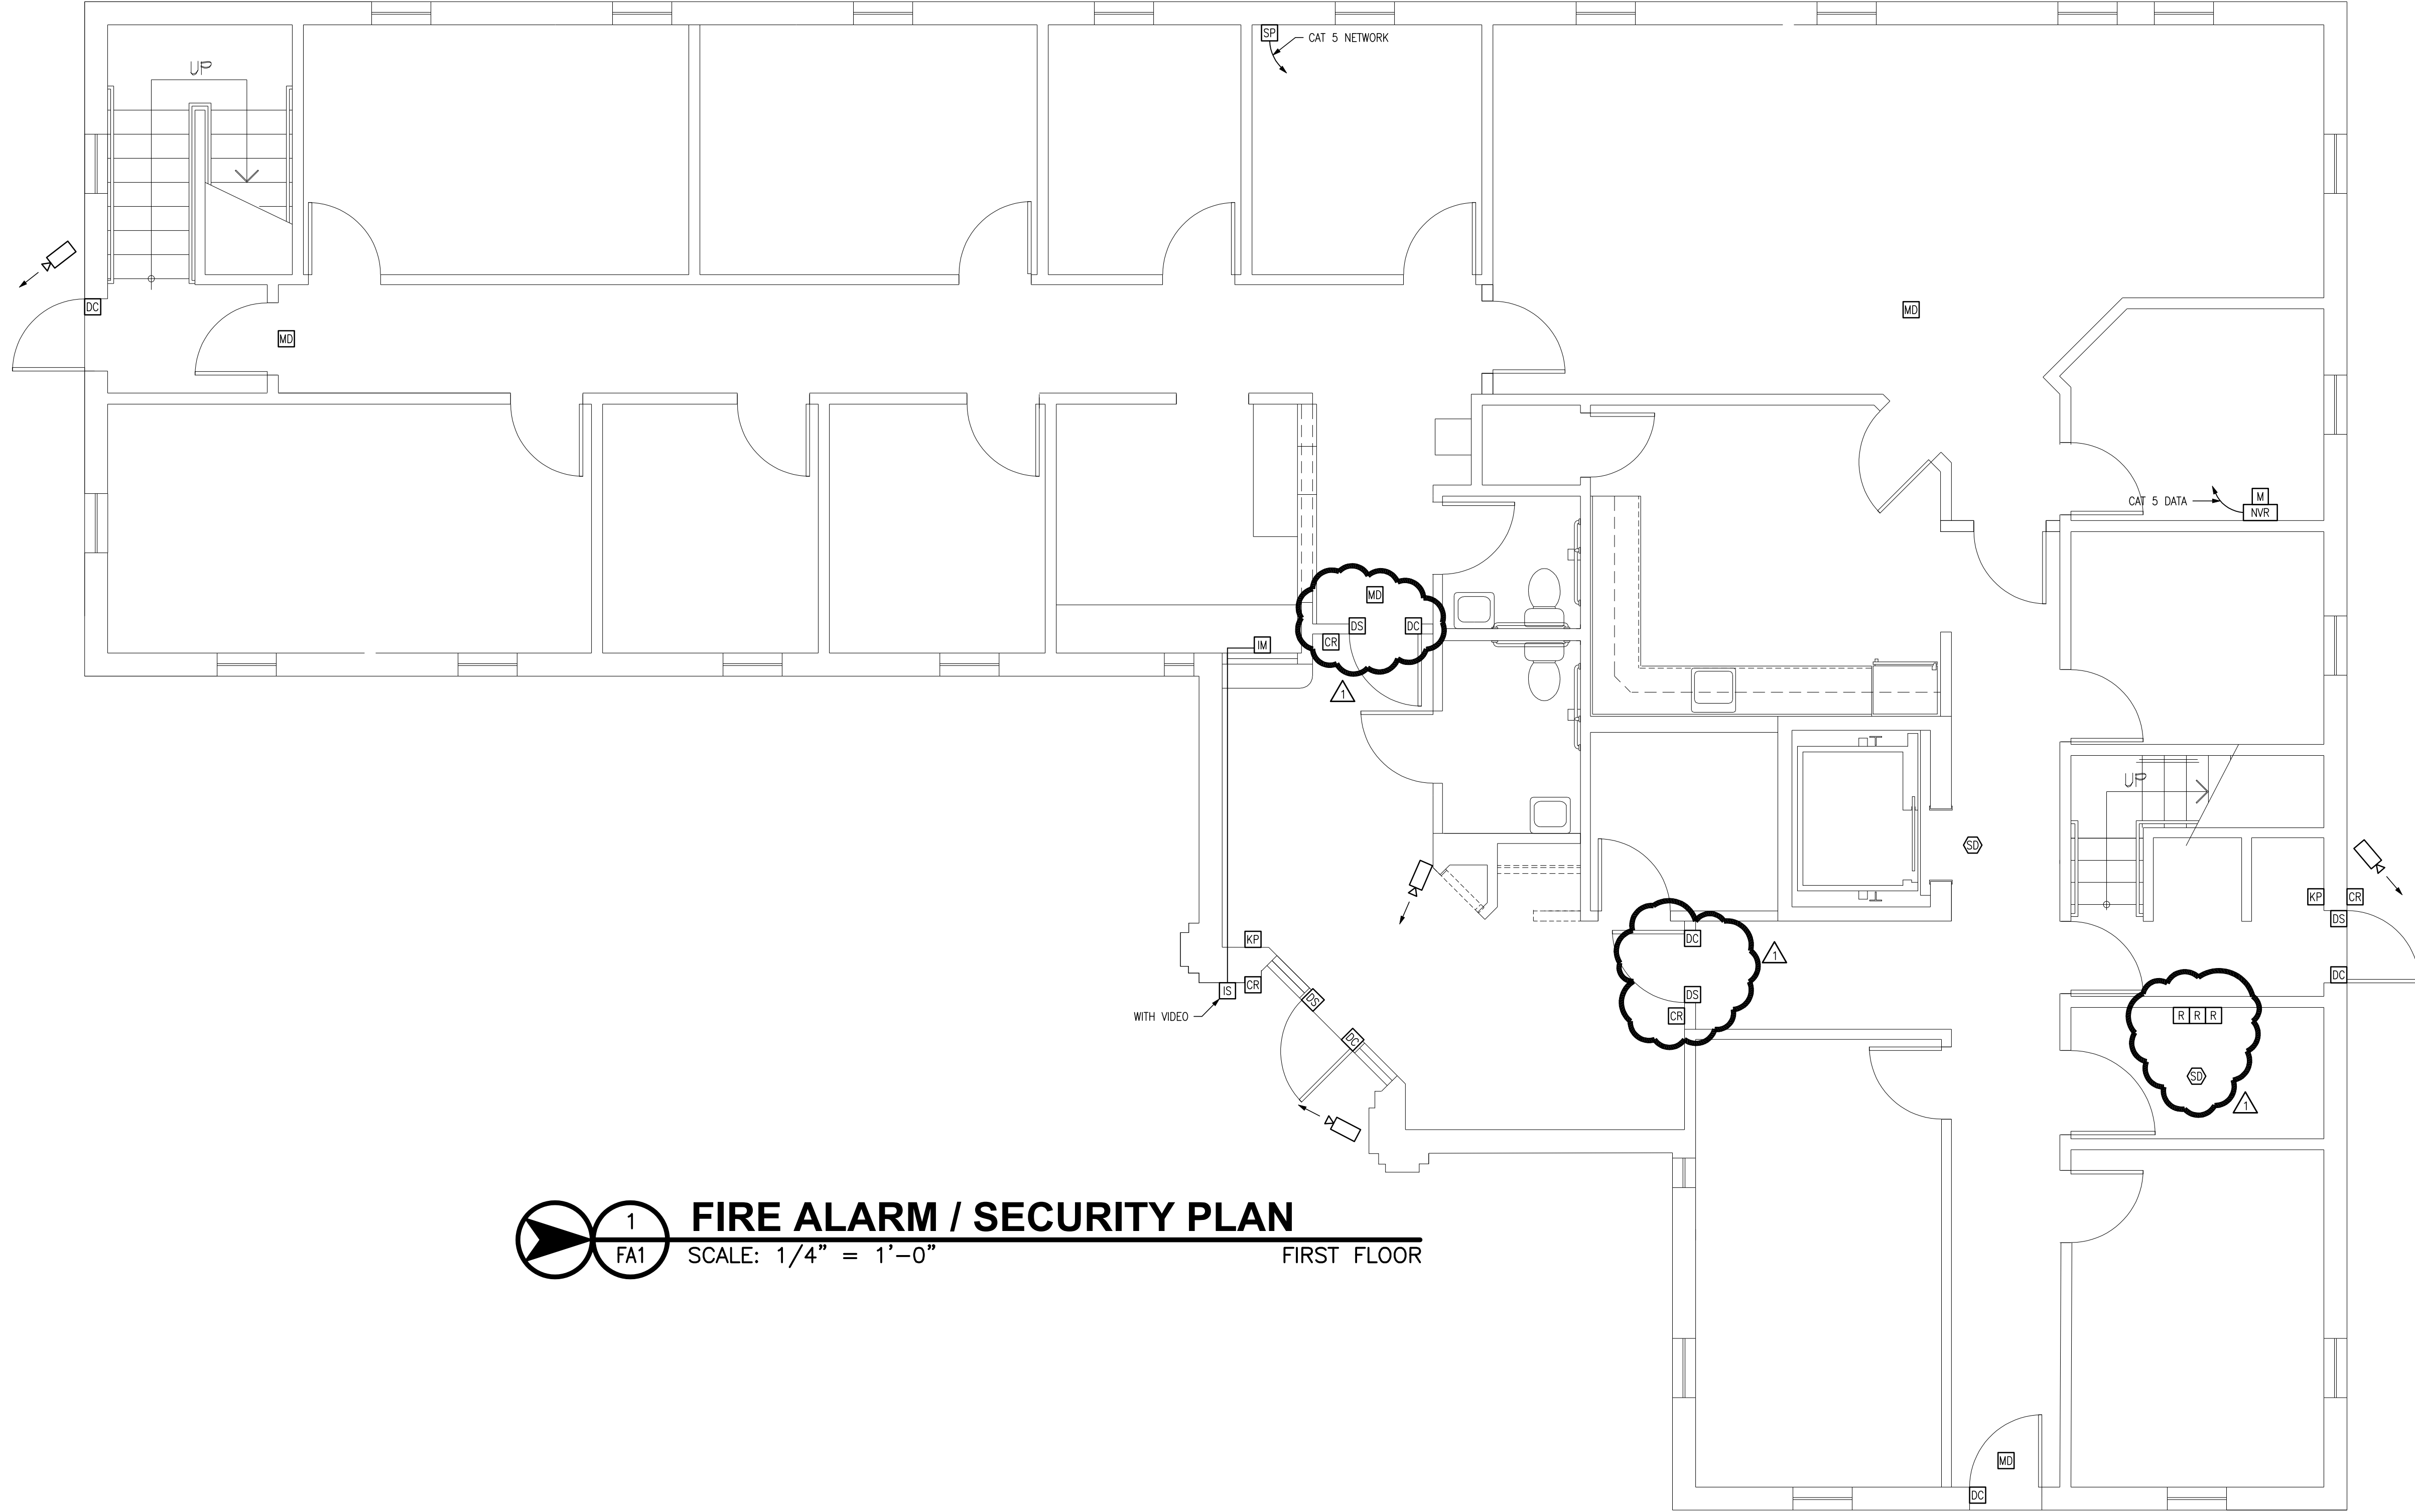 SP
CAT 5 NETWORK
UP
DC
MD
MD
CAT 5 DATA
M
NVR
MD
DS
DC
CR
IM
1
UP
SD
KP
CR
DS
DC
KP
CR
IS
WITH VIDEO
DS
DC
DC
DS
CR
1
R R R
SD
1
MD
DC
1
FA1
FIRE ALARM / SECURITY PLAN
SCALE: 1/4" = 1'-0"
FIRST FLOOR